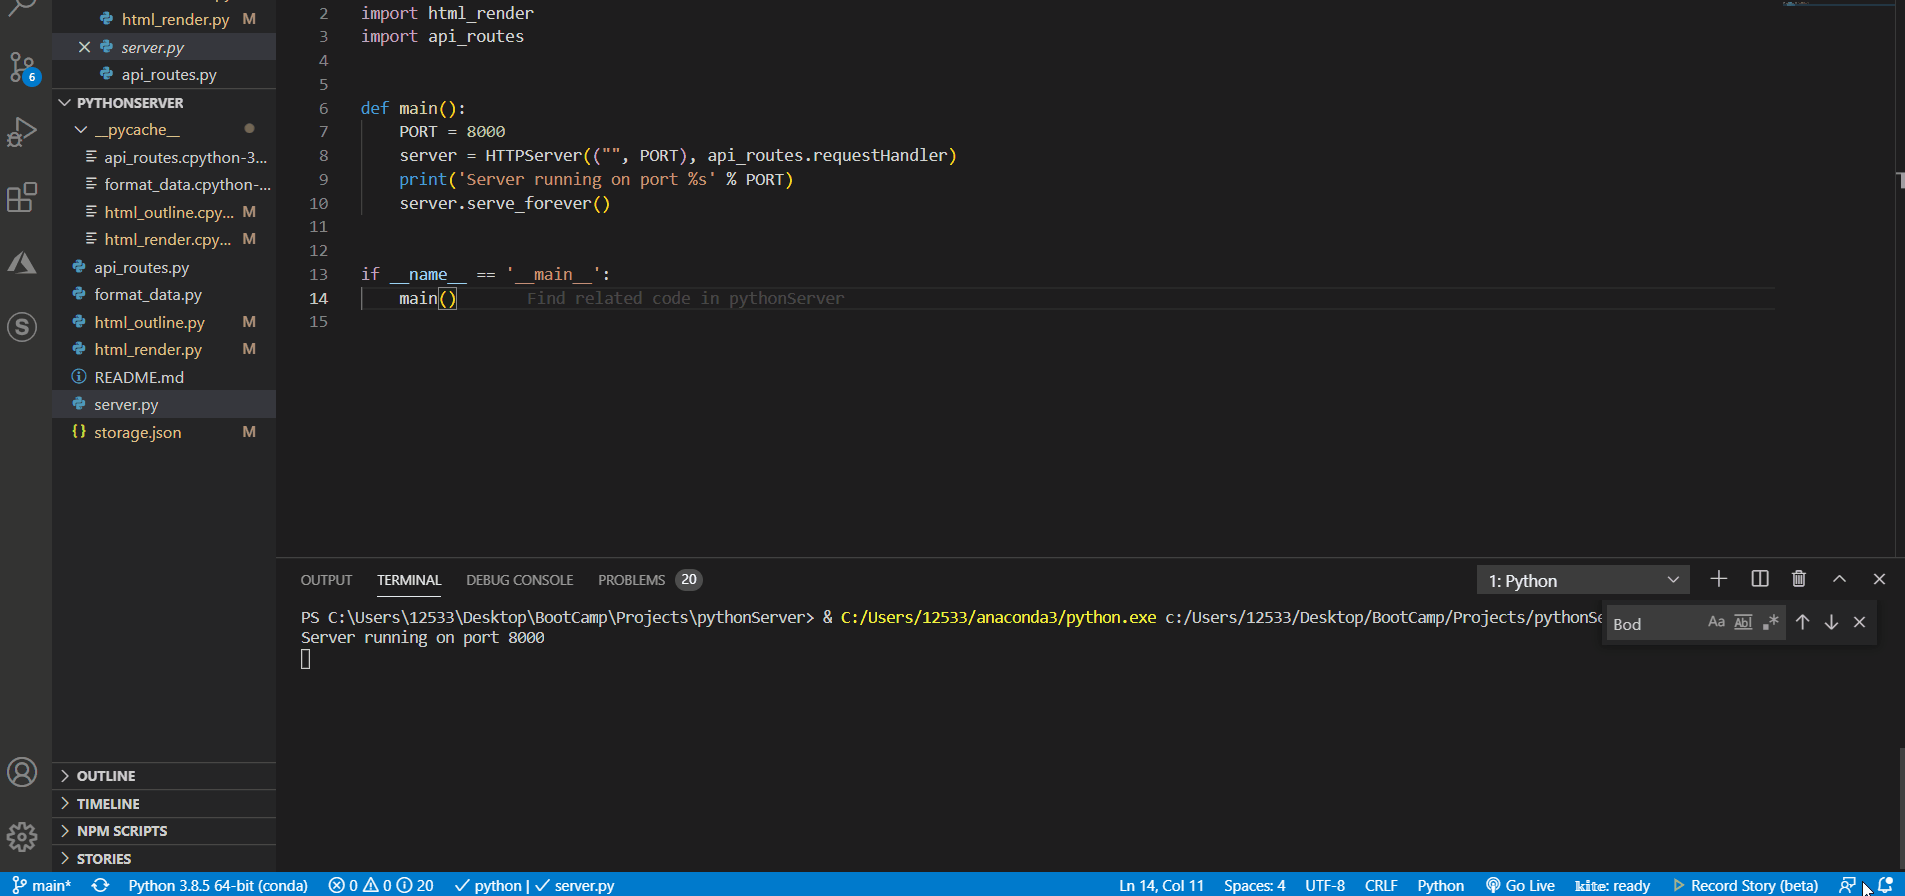 html_render.py M
server.py
api_routes.py
6
PYTHONSERVER
__pycache__
api_routes.cpython-3...
format_data.cpython-...
html_outline.cpy... M
html_render.cpy... M
api_routes.py
format_data.py
html_outline.py M
html_render.py M
README.md
server.py
{} storage.json M
OUTLINE
TIMELINE
NPM SCRIPTS
STORIES
2 import html_render
3 import api_routes
4
5
6 def main():
7 PORT = 8000
8 server = HTTPServer(("", PORT), api_routes.requestHandler)
9 print('Server running on port %s' % PORT)
10 server.serve_forever()
11
12
13 if __name__ == '__main__':
14 main() Find related code in pythonServer
15
OUTPUT TERMINAL DEBUG CONSOLE PROBLEMS 20 1: Python
PS C:\Users\12533\Desktop\BootCamp\Projects\pythonServer> & C:/Users/12533/anaconda3/python.exe c:/Users/12533/Desktop/BootCamp/Projects/pythonSe
Bod Aa Abl .*
Server running on port 8000
main* Python 3.8.5 64-bit (conda) 0 0 20 python | server.py Ln 14, Col 11 Spaces: 4 UTF-8 CRLF Python Go Live kite: ready Record Story (beta)